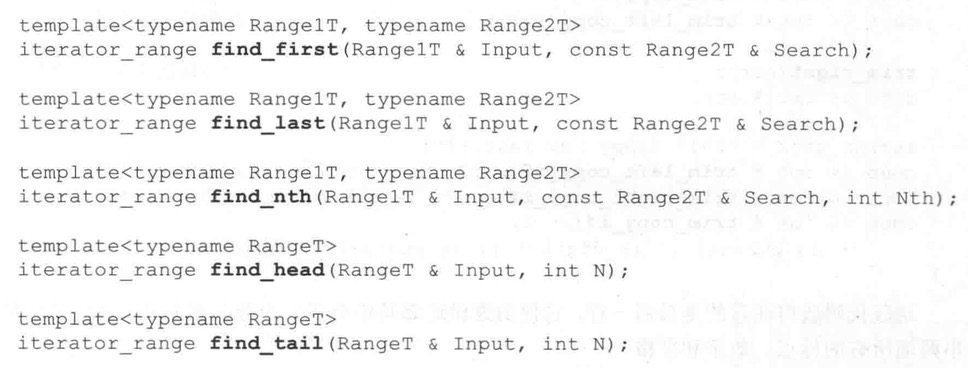 template<typename Range1T, typename Range2T>
iterator_range find_first(Range1T & Input, const Range2T & Search);
template<typename Range1T, typename Range2T>
iterator_range find_last(Range1T & Input, const Range2T & Search);
template<typename Range1T, typename Range2T>
iterator_range find_nth(Range1T & Input, const Range2T & Search, int Nth);
template<typename RangeT>
iterator_range find_head(RangeT & Input, int N);
template<typename RangeT>
iterator_range find_tail(RangeT & Input, int N);